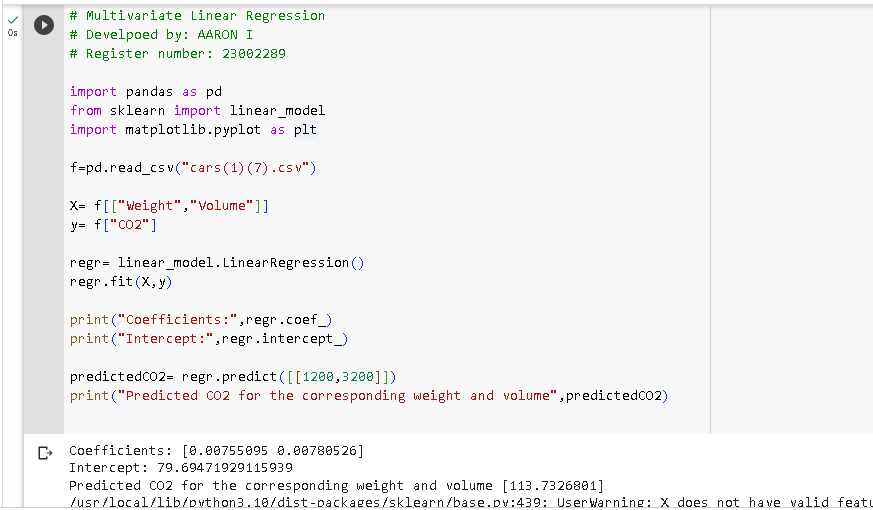 0s
# Multivariate Linear Regression
# Develpoed by: AARON I
# Register number: 23002289
import pandas as pd
from sklearn import linear_model
import matplotlib.pyplot as plt
f=pd.read_csv("cars(1)(7).csv")
X= f[["Weight","Volume"]]
y= f["CO2"]
regr= linear_model.LinearRegression()
regr.fit(X,y)
print("Coefficients:",regr.coef_)
print("Intercept:",regr.intercept_)
predictedCO2= regr.predict([[1200,3200]])
print("Predicted CO2 for the corresponding weight and volume",predictedCO2)
Coefficients: [0.00755095 0.00780526]
Intercept: 79.69471929115939
Predicted CO2 for the corresponding weight and volume [113.7326801]
/usr/local/lib/python3.10/dist-packages/sklearn/base.py:439: UserWarning: X does not have valid featu